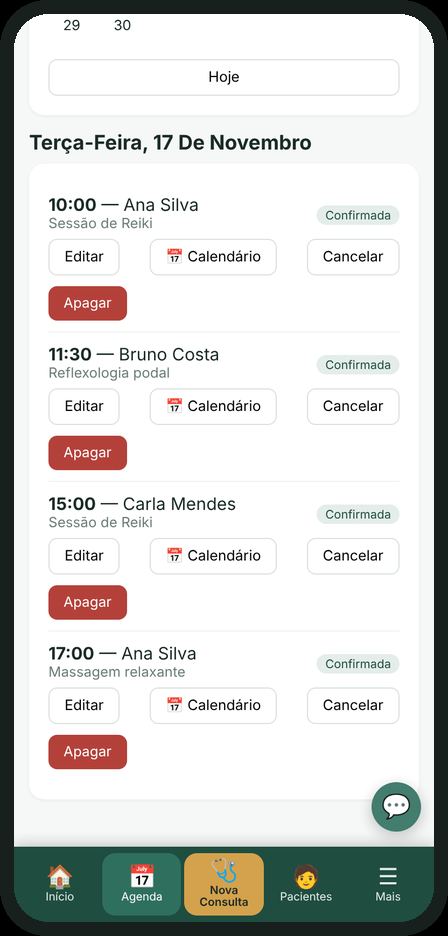 29 30
Hoje
Terça-Feira, 17 De Novembro
10:00 — Ana Silva
Confirmada
Sessão de Reiki
Editar 📅 Calendário Cancelar
Apagar
11:30 — Bruno Costa
Confirmada
Reflexologia podal
Editar 📅 Calendário Cancelar
Apagar
15:00 — Carla Mendes
Confirmada
Sessão de Reiki
Editar 📅 Calendário Cancelar
Apagar
17:00 — Ana Silva
Confirmada
Massagem relaxante
Editar 📅 Calendário Cancelar
Apagar
Início Agenda Nova Consulta Pacientes Mais